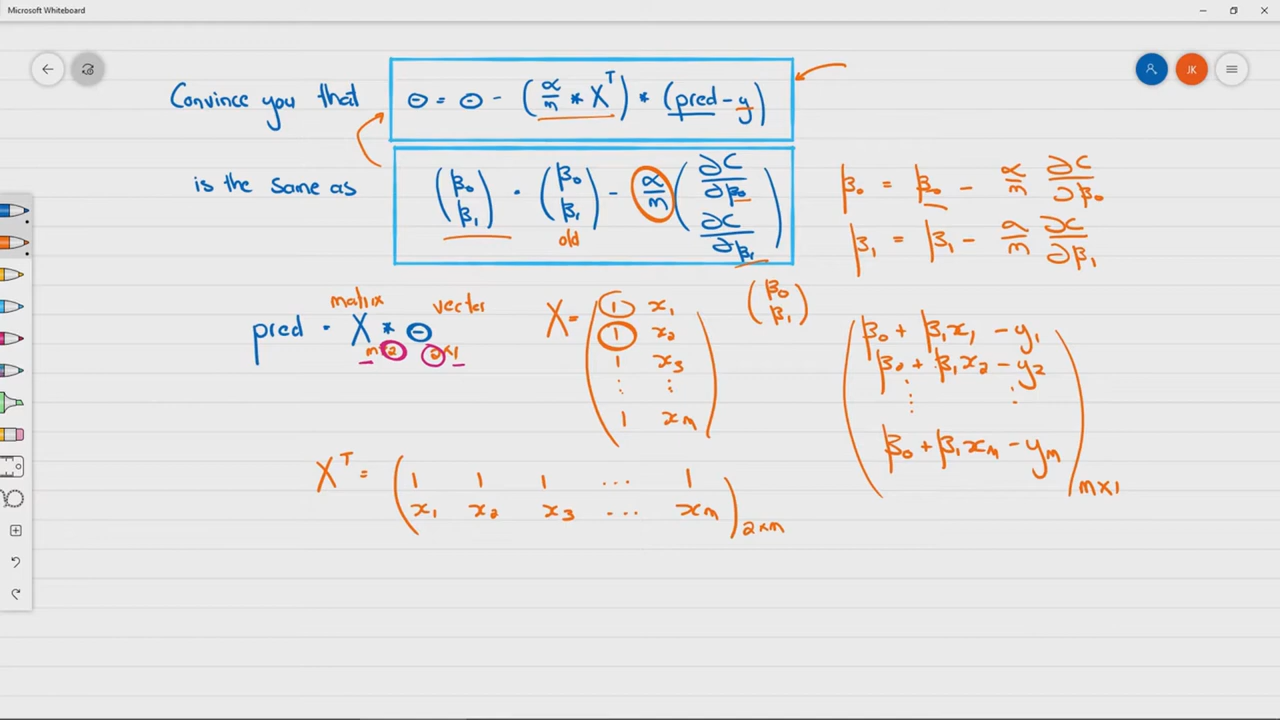 Microsoft Whiteboard
JK
Convince you that
Θ = Θ - (α/m * X^T) * (pred - y)
is the same as
(β₀ β₁) = (β₀ β₁) - α/m (∂C/∂β₀ ∂C/∂β₁)
old
β₀ = β₀ - α/m ∂C/∂β₀
β₁ = β₁ - α/m ∂C/∂β₁
matrix vector
pred = X * Θ
m×2 2×1
X = (1 x₁
1 x₂
1 x₃
⋮ ⋮
1 xₘ)
(β₀ β₁)
(β₀ + β₁x₁ - y₁
β₀ + β₁x₂ - y₂
⋮ ⋮
β₀ + β₁xₘ - yₘ) m×1
X^T = (1 1 1 ... 1
x₁ x₂ x₃ ... xₘ) 2×m